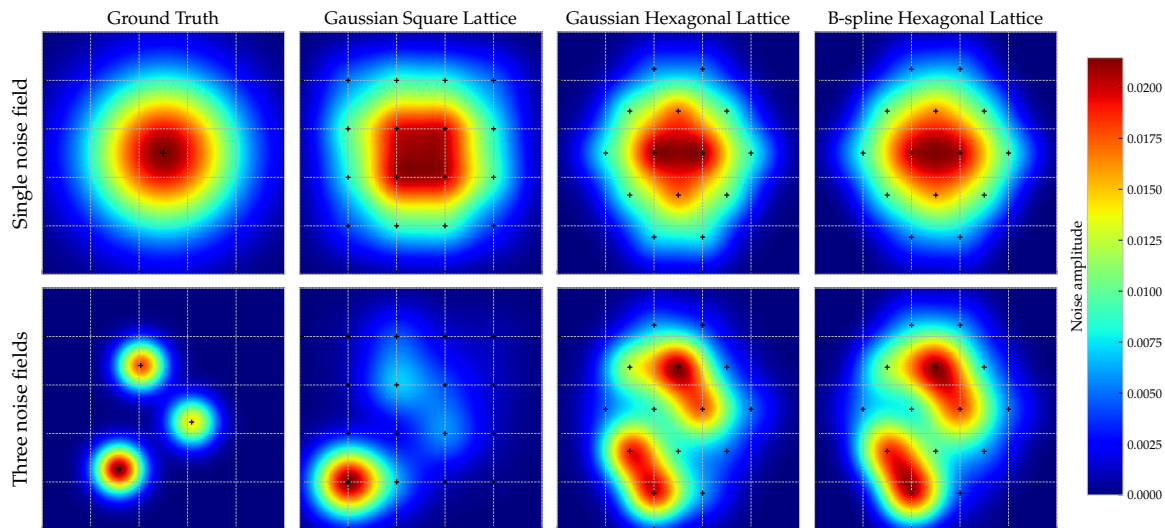 Ground Truth
Gaussian Square Lattice
Gaussian Hexagonal Lattice
B-spline Hexagonal Lattice
Single noise field
Three noise fields
Noise amplitude
0.0200
0.0175
0.0150
0.0125
0.0100
0.0075
0.0050
0.0025
0.0000